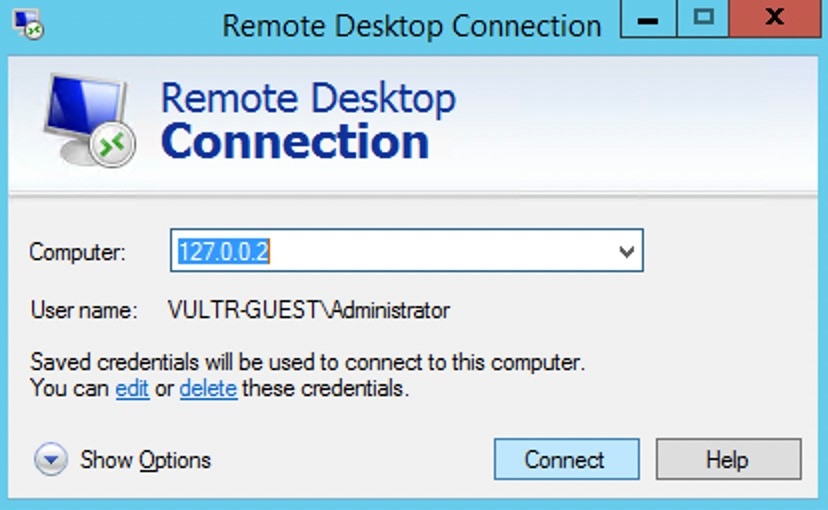 Remote Desktop Connection
Remote Desktop
Connection
Computer: 127.0.0.2
User name: VULTR-GUEST\Administrator
Saved credentials will be used to connect to this computer.
You can edit or delete these credentials.
Show Options Connect Help